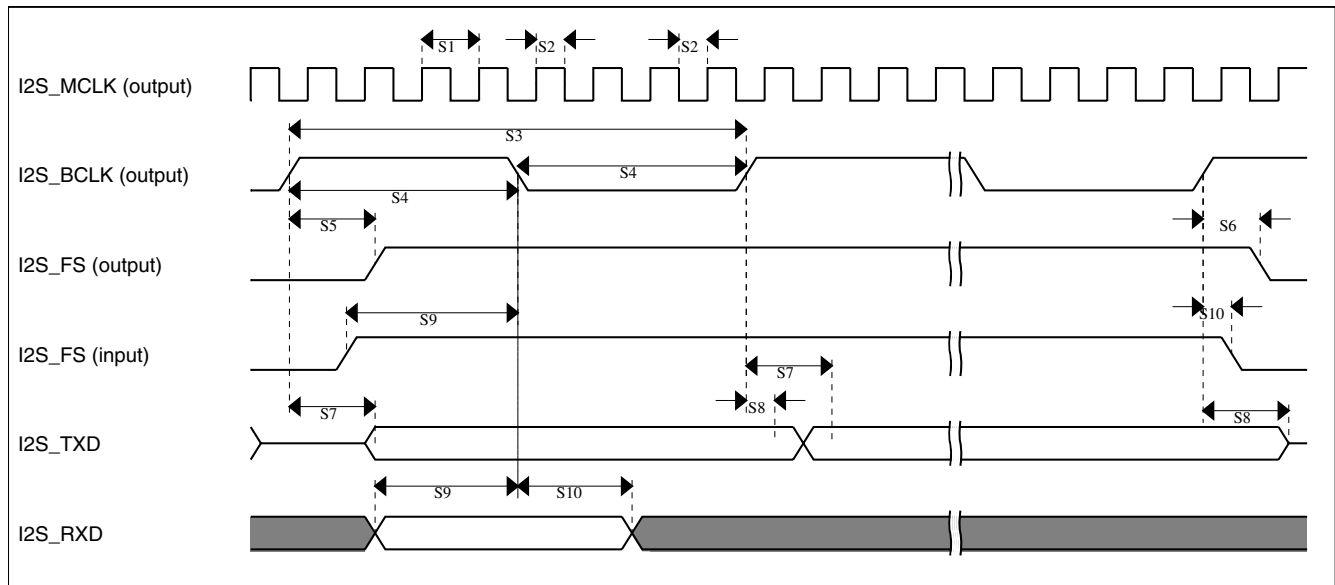 S1 S2 S2
I2S_MCLK (output)
S3
I2S_BCLK (output)
S4
S4
S5 S6
I2S_FS (output)
S9 S10
I2S_FS (input)
S7
S7 S8 S8
I2S_TXD
S9 S10
I2S_RXD